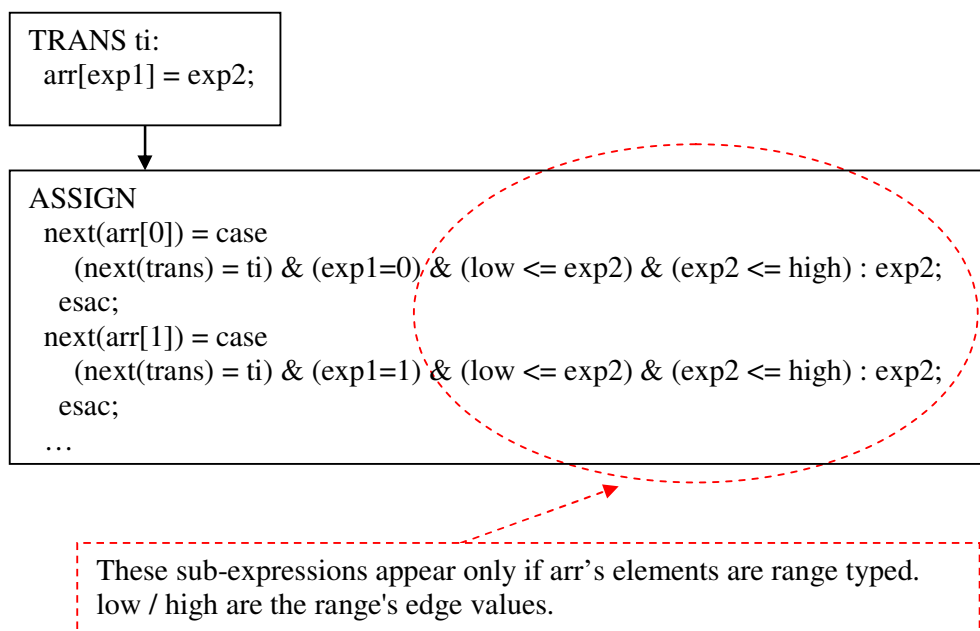 TRANS ti:
arr[exp1] = exp2;
ASSIGN
next(arr[0]) = case
(next(trans) = ti) & (exp1=0) & (low <= exp2) & (exp2 <= high) : exp2;
esac;
next(arr[1]) = case
(next(trans) = ti) & (exp1=1) & (low <= exp2) & (exp2 <= high) : exp2;
esac;
…
These sub-expressions appear only if arr’s elements are range typed.
low / high are the range's edge values.